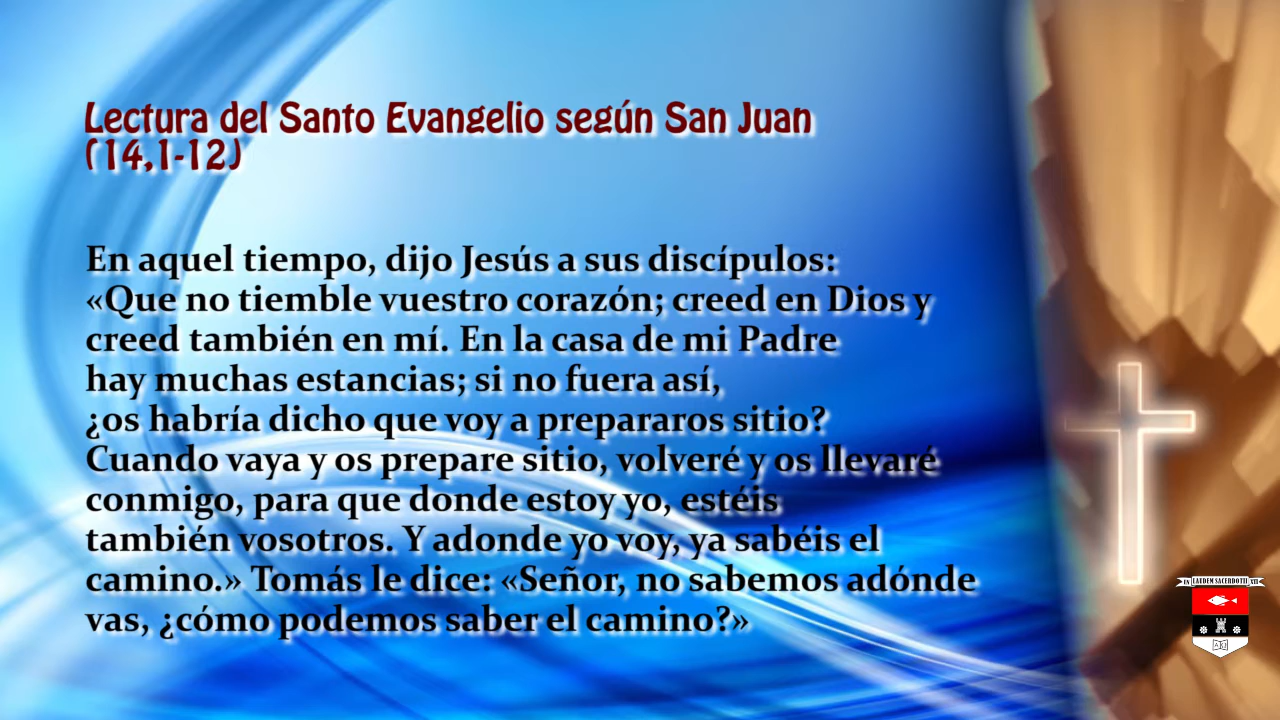 Lectura del Santo Evangelio según San Juan
(14,1-12)
En aquel tiempo, dijo Jesús a sus discípulos:
«Que no tiemble vuestro corazón; creed en Dios y
creed también en mí. En la casa de mi Padre
hay muchas estancias; si no fuera así,
¿os habría dicho que voy a prepararos sitio?
Cuando vaya y os prepare sitio, volveré y os llevaré
conmigo, para que donde estoy yo, estéis
también vosotros. Y adonde yo voy, ya sabéis el
camino.» Tomás le dice: «Señor, no sabemos adónde
vas, ¿cómo podemos saber el camino?»
LAUDEM SACERDOTII